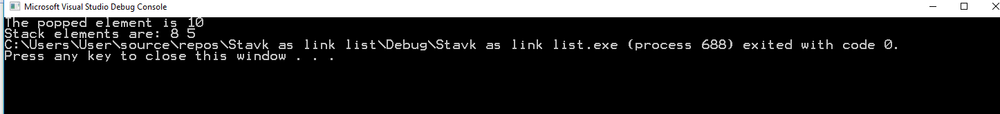 Microsoft Visual Studio Debug Console
The popped element is 10
Stack elements are: 8 5
C:\Users\User\source\repos\Stavk as link list\Debug\Stavk as link list.exe (process 688) exited with code 0.
Press any key to close this window . . .